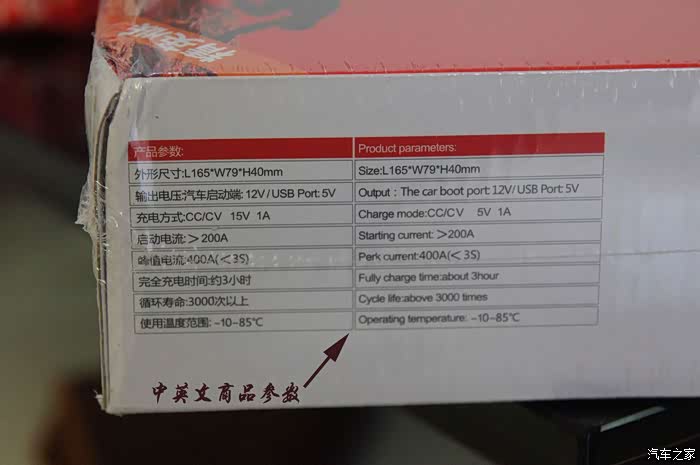 精英版
产品参数:
Product parameters:
外形尺寸:L165*W79*H40mm
Size:L165*W79*H40mm
输出电压:汽车启动端: 12V/ USB Port: 5V
Output : The car boot port: 12V/ USB Port: 5V
充电方式:CC/CV 15V 1A
Charge mode:CC/CV 5V 1A
启动电流:＞200A
Starting current: ＞200A
峰值电流:400A(＜3S)
Perk current:400A(＜3S)
完全充电时间:约3小时
Fully charge time:about 3hour
循环寿命:3000次以上
Cycle life:above 3000 times
使用温度范围: -10-85℃
Operating temperature: -10-85℃
中英文商品参数
汽车之家